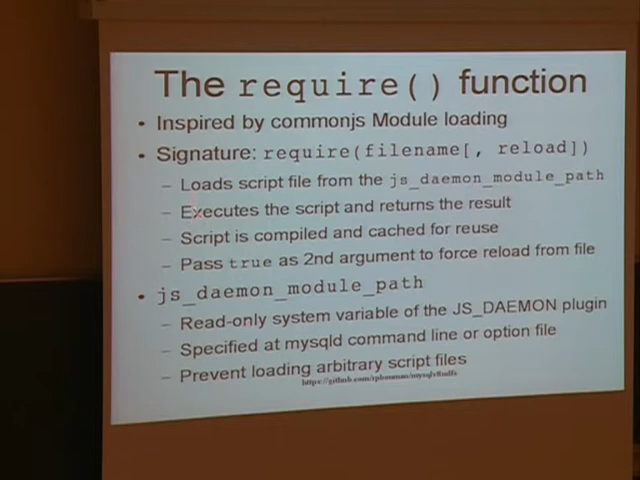 The require() function
• Inspired by commonjs Module loading
• Signature: require(filename[, reload])
– Loads script file from the js_daemon_module_path
– Executes the script and returns the result
– Script is compiled and cached for reuse
– Pass true as 2nd argument to force reload from file
• js_daemon_module_path
– Read-only system variable of the JS_DAEMON plugin
– Specified at mysqld command line or option file
– Prevent loading arbitrary script files
https://github.com/rpbouman/mysqlv8udfs